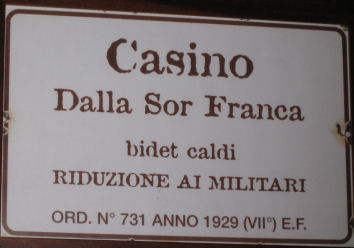 Casino
Dalla Sor Franca
bidet caldi
RIDUZIONE AI MILITARI
ORD. N° 731 ANNO 1929 (VII°) E.F.